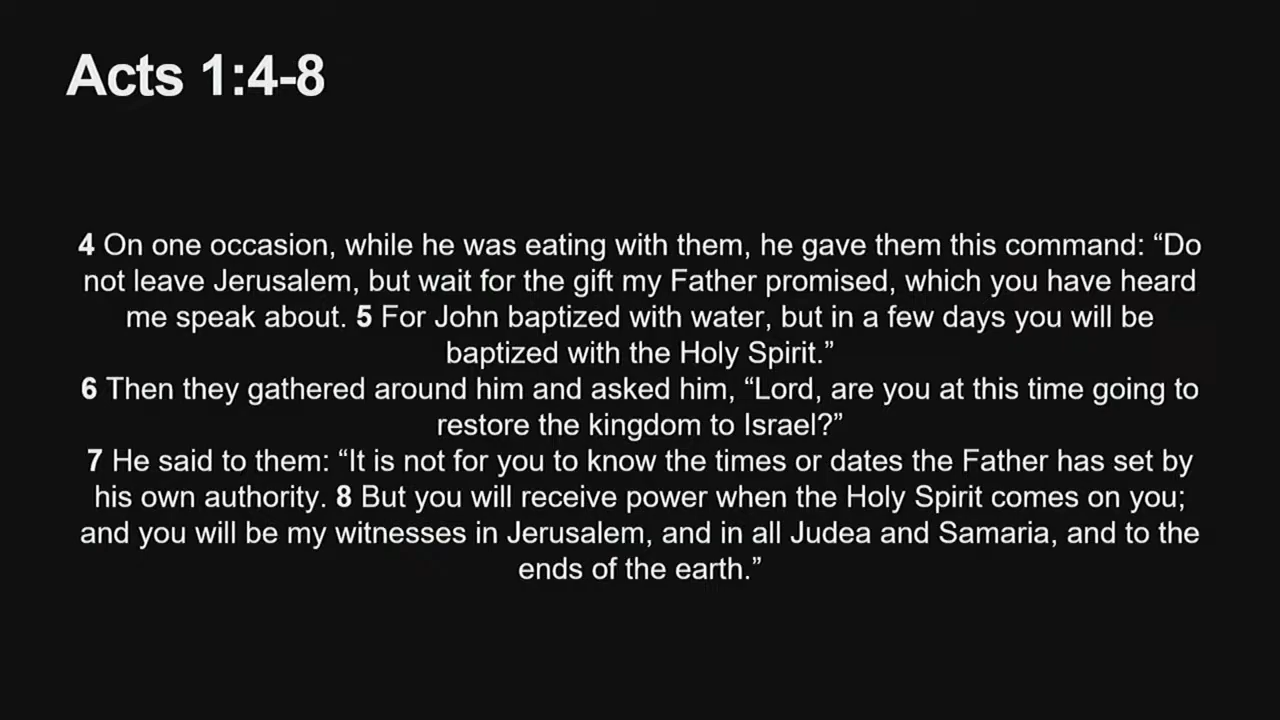 Acts 1:4-8
4 On one occasion, while he was eating with them, he gave them this command: “Do
not leave Jerusalem, but wait for the gift my Father promised, which you have heard
me speak about. 5 For John baptized with water, but in a few days you will be
baptized with the Holy Spirit.”
6 Then they gathered around him and asked him, “Lord, are you at this time going to
restore the kingdom to Israel?”
7 He said to them: “It is not for you to know the times or dates the Father has set by
his own authority. 8 But you will receive power when the Holy Spirit comes on you;
and you will be my witnesses in Jerusalem, and in all Judea and Samaria, and to the
ends of the earth.”